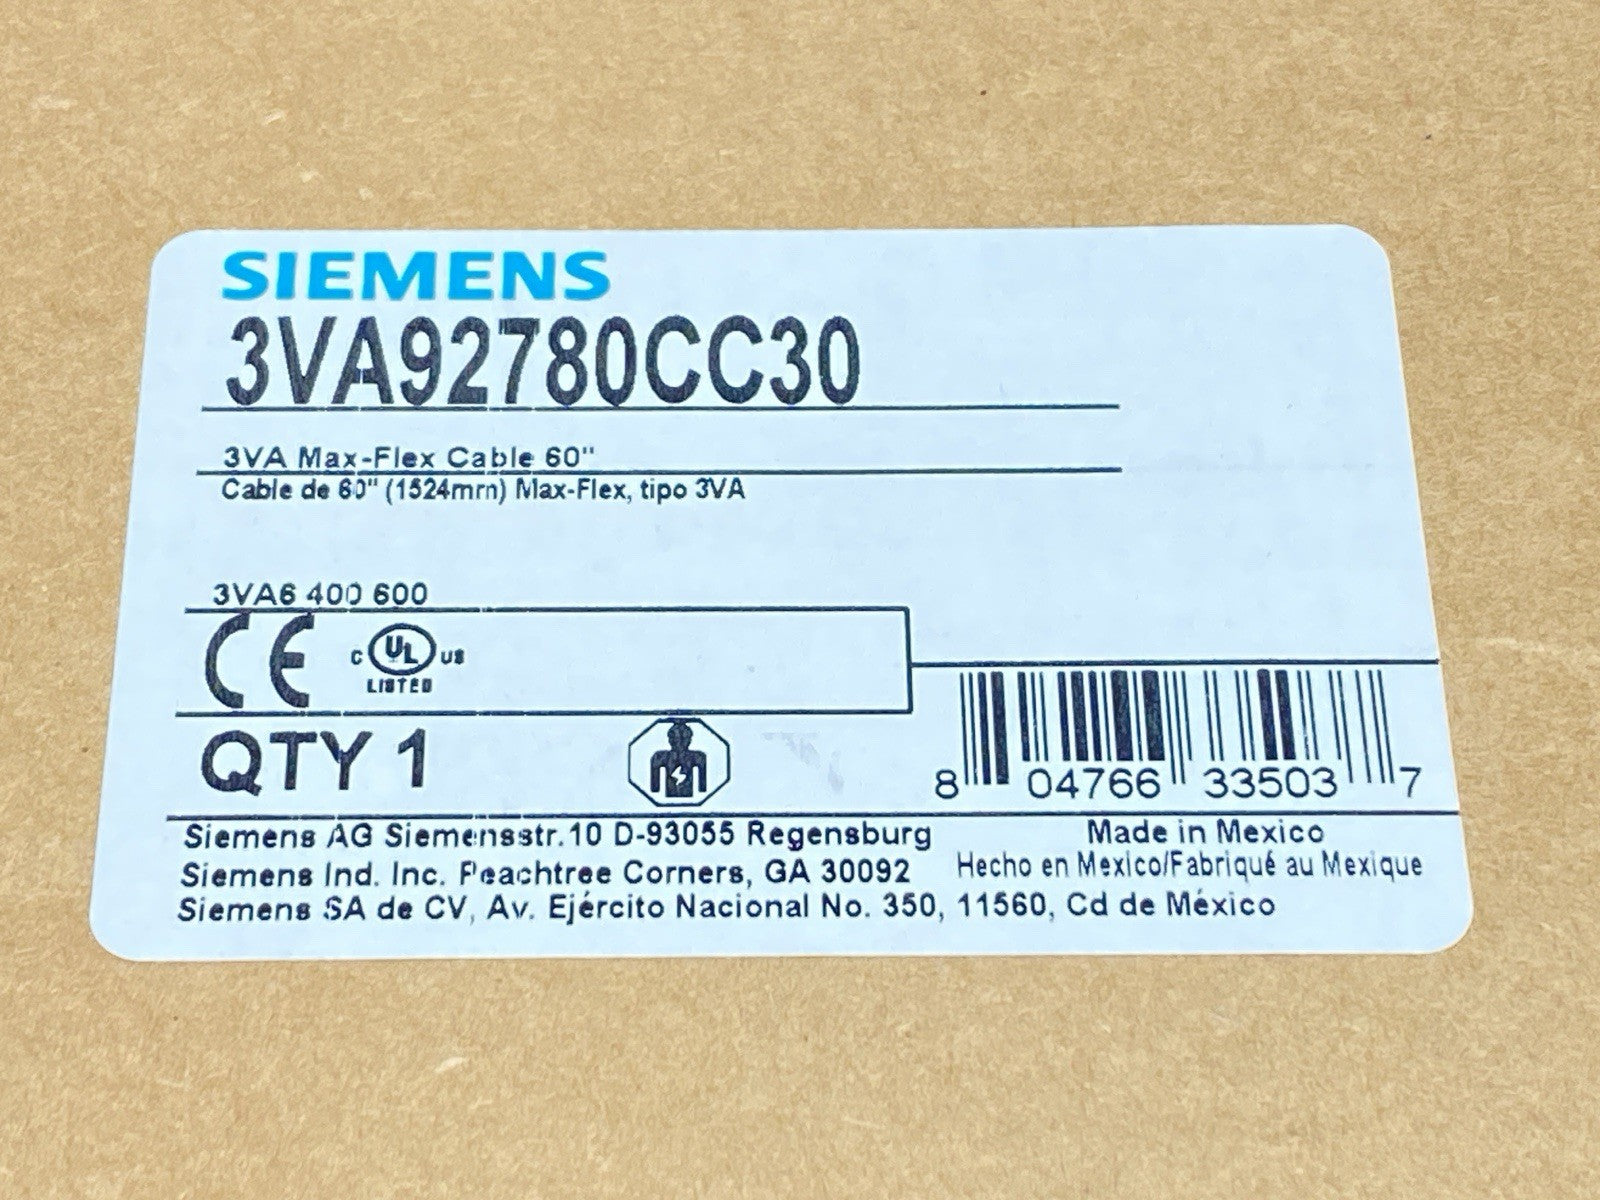 SIEMENS
3VA92780CC30
3VA Max-Flex Cable 60"
Cable de 60" (1524mm) Max-Flex, tipo 3VA
3VA6 400 600
CE C UL US
LISTED
QTY 1
8 04766 33503 7
Siemens AG Siemensstr.10 D-93055 Regensburg
Made in Mexico
Siemens Ind. Inc. Peachtree Corners, GA 30092
Hecho en Mexico/Fabriqué au Mexique
Siemens SA de CV, Av. Ejército Nacional No. 350, 11560, Cd de México